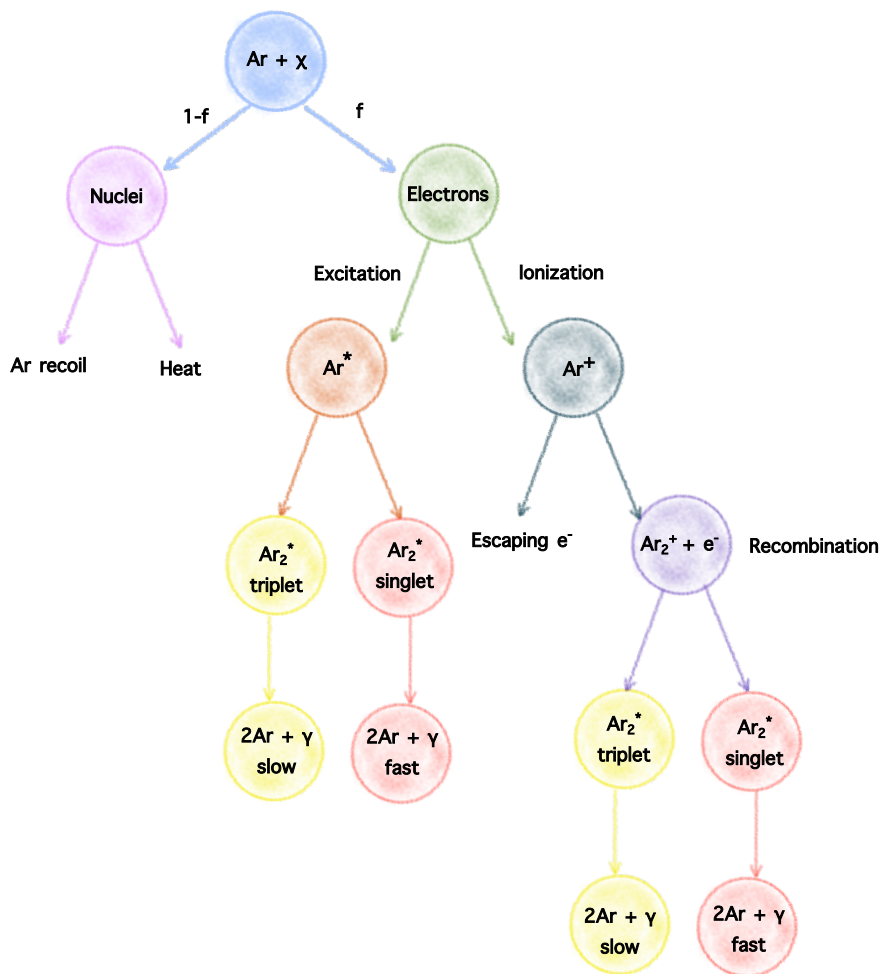 Ar + χ
1-f
f
Nuclei
Electrons
Excitation
Ionization
Ar recoil
Heat
Ar*
Ar⁺
Ar₂*
triplet
Ar₂*
singlet
Escaping e⁻
Ar₂⁺ + e⁻
Recombination
2Ar + γ
slow
2Ar + γ
fast
Ar₂*
triplet
Ar₂*
singlet
2Ar + γ
slow
2Ar + γ
fast